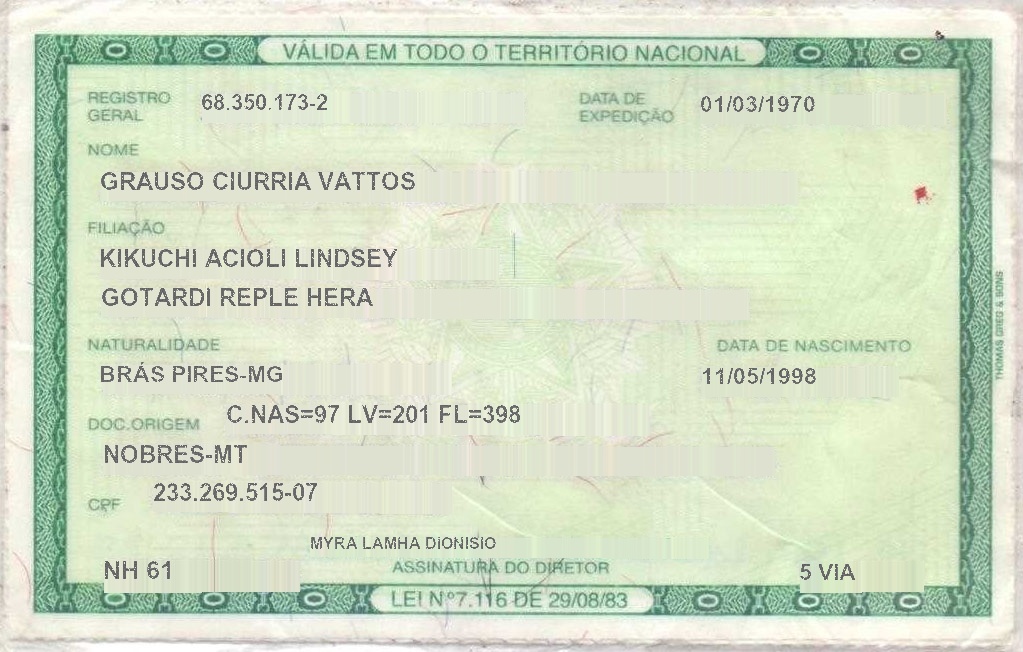 VÁLIDA EM TODO O TERRITÓRIO NACIONAL
REGISTRO GERAL 68.350.173-2 DATA DE EXPEDIÇÃO 01/03/1970
NOME
GRAUSO CIURRIA VATTOS
FILIAÇÃO
KIKUCHI ACIOLI LINDSEY
GOTARDI REPLE HERA
NATURALIDADE DATA DE NASCIMENTO
BRÁS PIRES-MG 11/05/1998
DOC.ORIGEM C.NAS=97 LV=201 FL=398
NOBRES-MT
CPF 233.269.515-07
MYRA LAMHA DIONISIO
NH 61 ASSINATURA DO DIRETOR 5 VIA
LEI Nº7.116 DE 29/08/83
THOMAS GREG & SONS